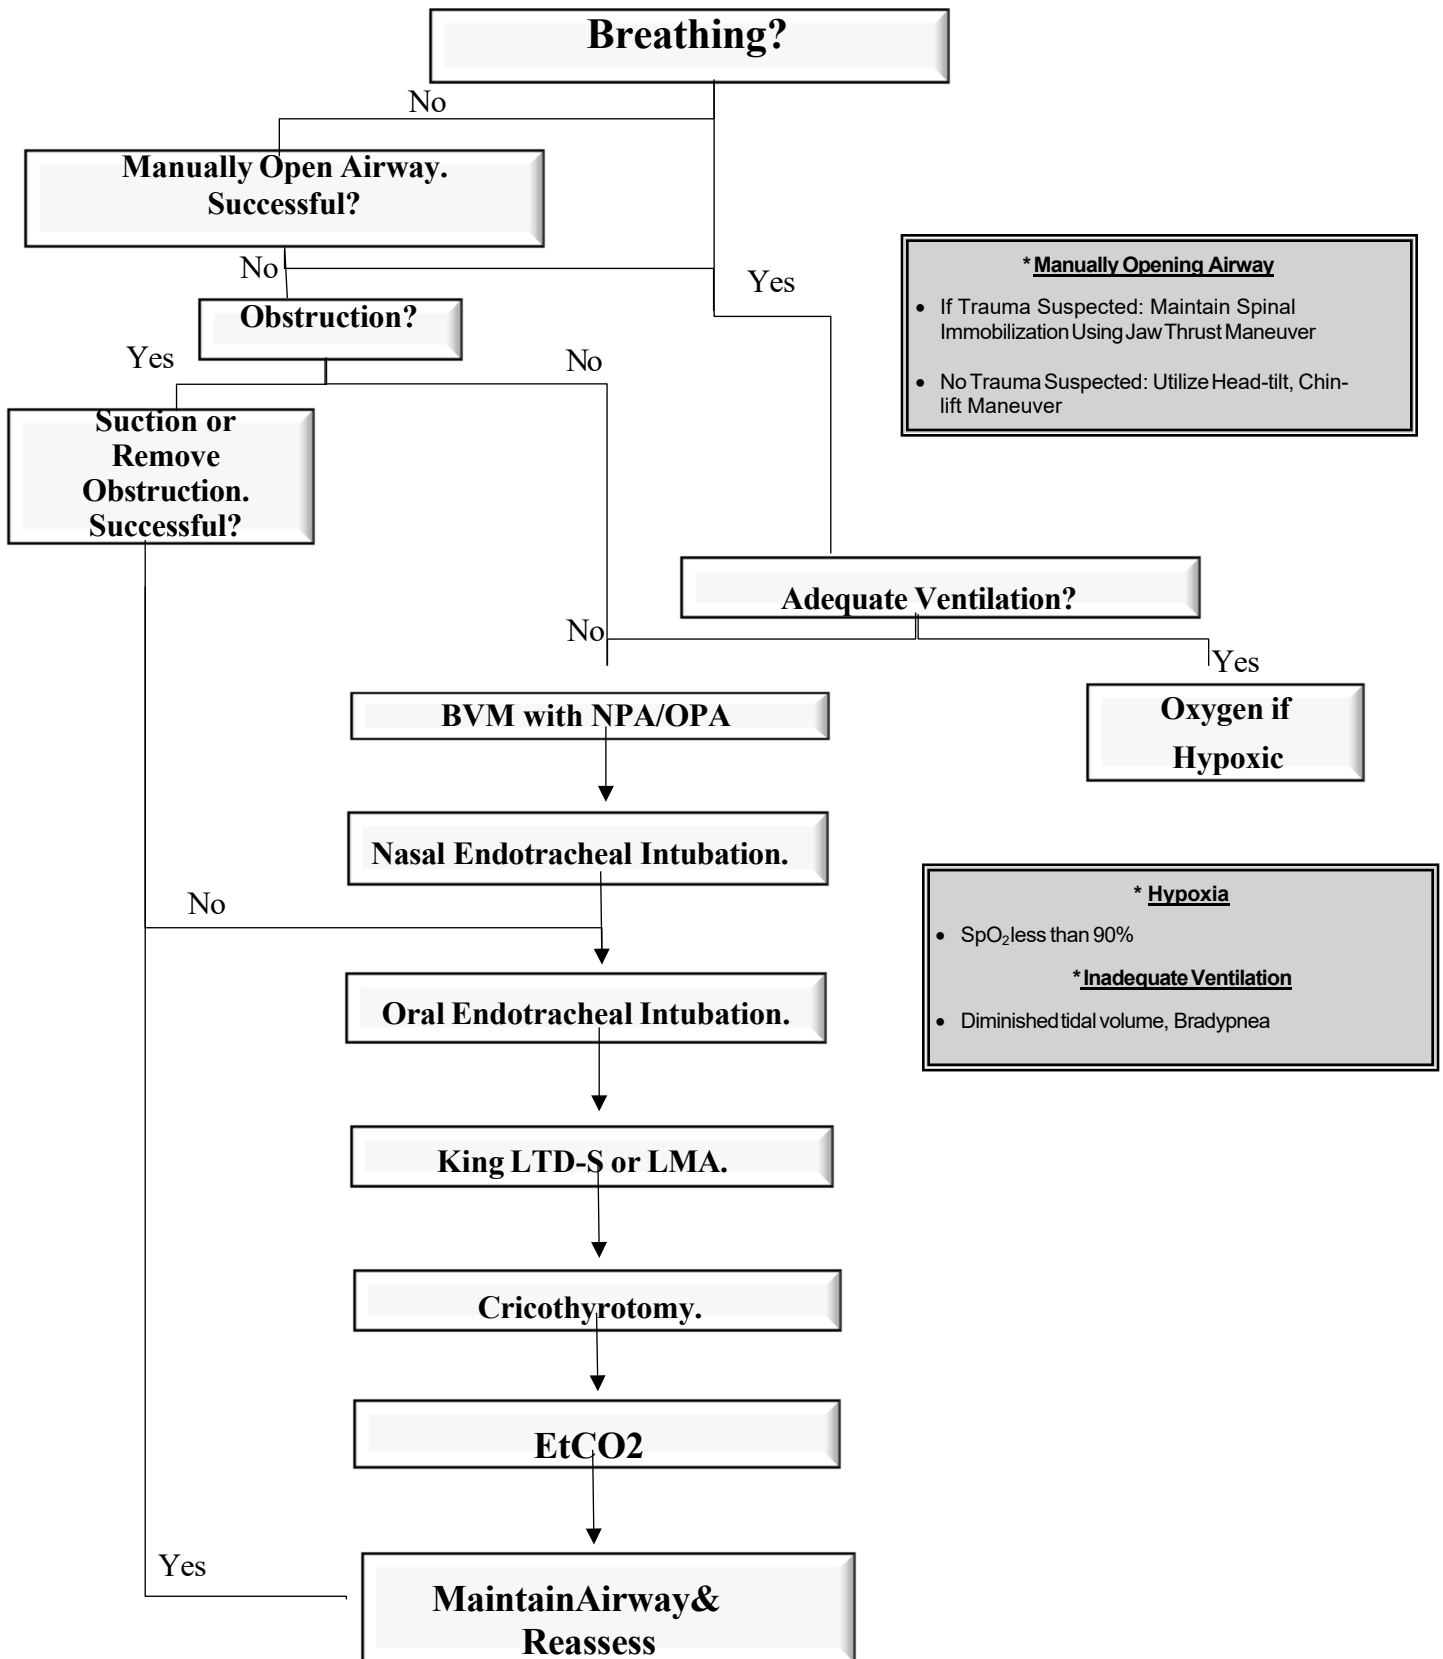 Breathing?
No
Manually Open Airway.
Successful?
No
Yes
* Manually Opening Airway
• If Trauma Suspected: Maintain Spinal
Immobilization Using Jaw Thrust Maneuver
• No Trauma Suspected: Utilize Head-tilt, Chin-
lift Maneuver
Obstruction?
Yes
No
Suction or
Remove
Obstruction.
Successful?
Adequate Ventilation?
No
Yes
BVM with NPA/OPA
Oxygen if
Hypoxic
Nasal Endotracheal Intubation.
No
* Hypoxia
• SpO₂ less than 90%
* Inadequate Ventilation
• Diminished tidal volume, Bradypnea
Oral Endotracheal Intubation.
King LTD-S or LMA.
Cricothyrotomy.
EtCO2
Yes
MaintainAirway&
Reassess